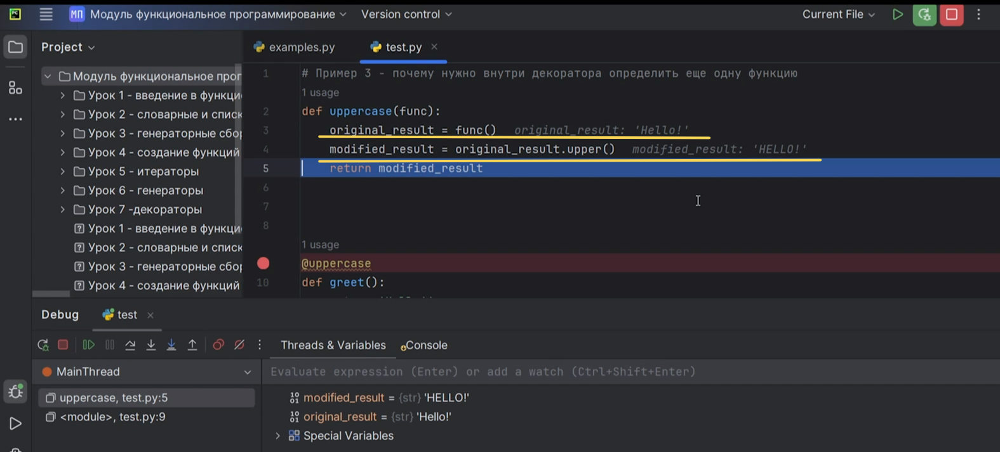 PC
МП Модуль функциональное программирование Version control Current File
Project
examples.py test.py
Модуль функциональное прог
Урок 1 - введение в функци
Урок 2 - словарные и списк
Урок 3 - генераторные сбор
Урок 4 - создание функций
Урок 5 - итераторы
Урок 6 - генераторы
Урок 7 -декораторы
Урок 1 - введение в функци
Урок 2 - словарные и списк
Урок 3 - генераторные сбор
Урок 4 - создание функций
1 # Пример 3 - почему нужно внутри декоратора определить еще одну функцию
1 usage
2 def uppercase(func):
3 original_result = func() original_result: 'Hello!'
4 modified_result = original_result.upper() modified_result: 'HELLO!'
5 return modified_result
6
7
8
1 usage
@uppercase
10 def greet():
Debug test
Threads & Variables Console
MainThread
Evaluate expression (Enter) or add a watch (Ctrl+Shift+Enter)
uppercase, test.py:5
<module>, test.py:9
modified_result = {str} 'HELLO!'
original_result = {str} 'Hello!'
Special Variables